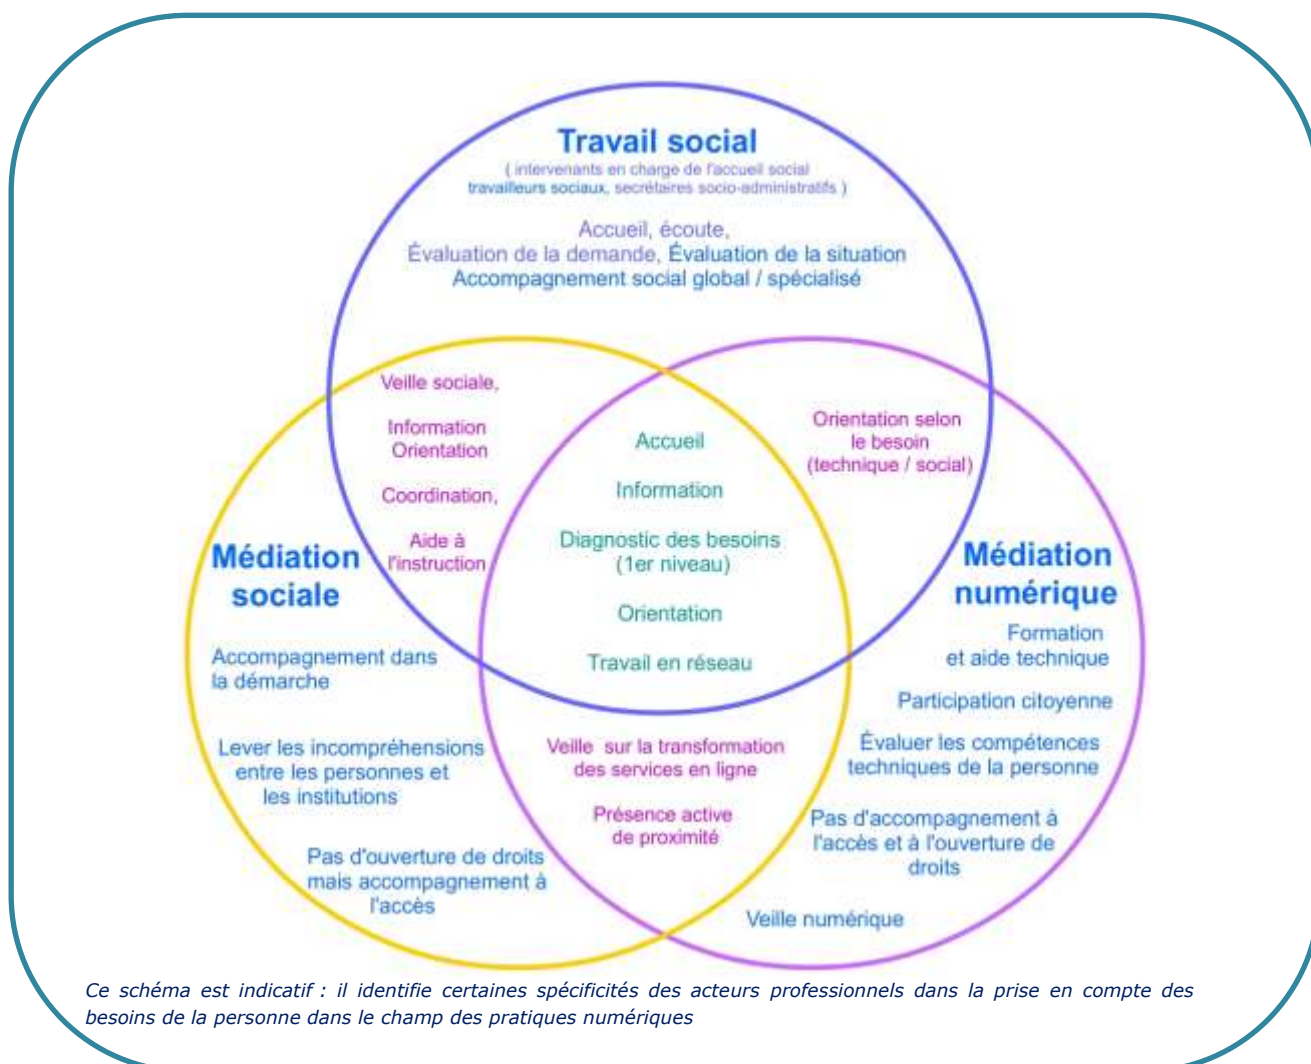 Travail social
( intervenants en charge de l'accueil social
travailleurs sociaux, secrétaires socio-administratifs )
Accueil, écoute,
Évaluation de la demande, Évaluation de la situation
Accompagnement social global / spécialisé
Veille sociale,
Information
Orientation
Coordination,
Aide à
l'instruction
Accueil
Information
Diagnostic des besoins
(1er niveau)
Orientation
Travail en réseau
Orientation selon
le besoin
(technique / social)
Médiation
sociale
Accompagnement dans
la démarche
Lever les incompréhensions
entre les personnes et
les institutions
Pas d'ouverture de droits
mais accompagnement à
l'accès
Veille sur la transformation
des services en ligne
Présence active
de proximité
Médiation
numérique
Formation
et aide technique
Participation citoyenne
Évaluer les compétences
techniques de la personne
Pas d'accompagnement à
l'accès et à l'ouverture de
droits
Veille numérique
Ce schéma est indicatif : il identifie certaines spécificités des acteurs professionnels dans la prise en compte des
besoins de la personne dans le champ des pratiques numériques